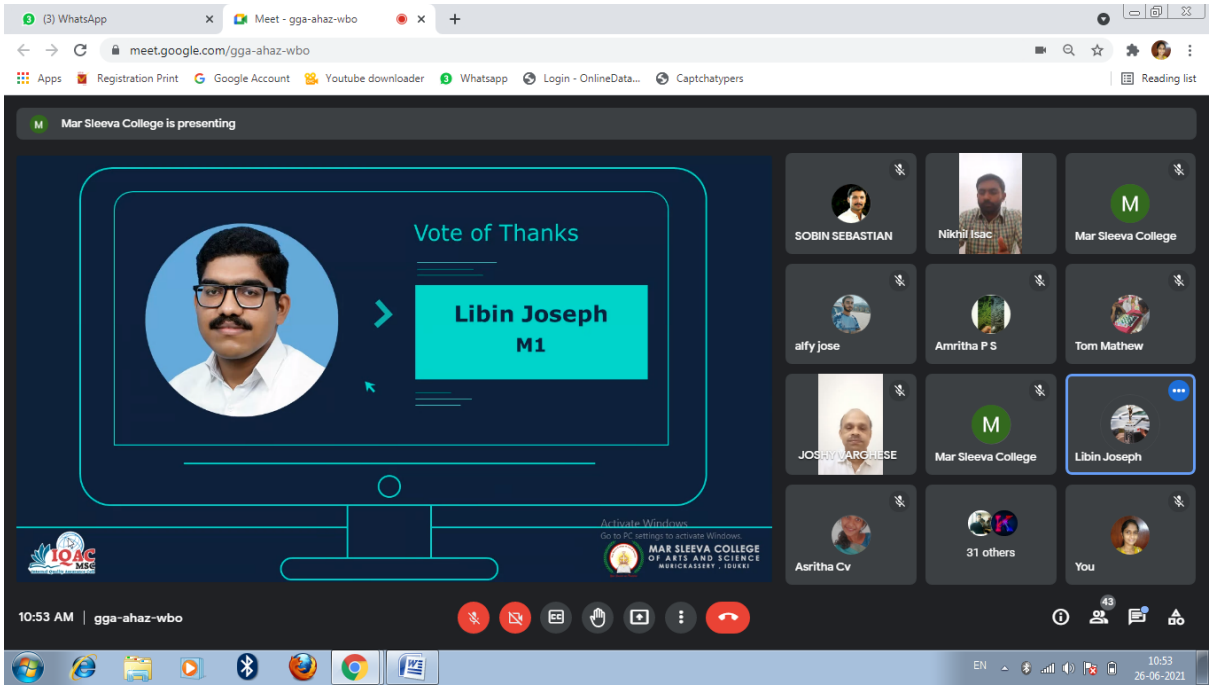 (3) WhatsApp
Meet - gga-ahaz-wbo
meet.google.com/gga-ahaz-wbo
Apps Registration Print Google Account Youtube downloader Whatsapp Login - OnlineData... Captchatypers Reading list
M Mar Sleeva College is presenting
Vote of Thanks
Libin Joseph
M1
Activate Windows
Go to PC settings to activate Windows.
IQAC
MSC
MAR SLEEVA COLLEGE
OF ARTS AND SCIENCE
MURICKASSERY , IDUKKI
SOBIN SEBASTIAN
Nikhil Isac
M
Mar Sleeva College
alfy jose
Amritha P S
Tom Mathew
JOSHY VARGHESE
M
Mar Sleeva College
Libin Joseph
Asritha Cv
K
31 others
You
10:53 AM | gga-ahaz-wbo
43
EN
10:53
26-06-2021